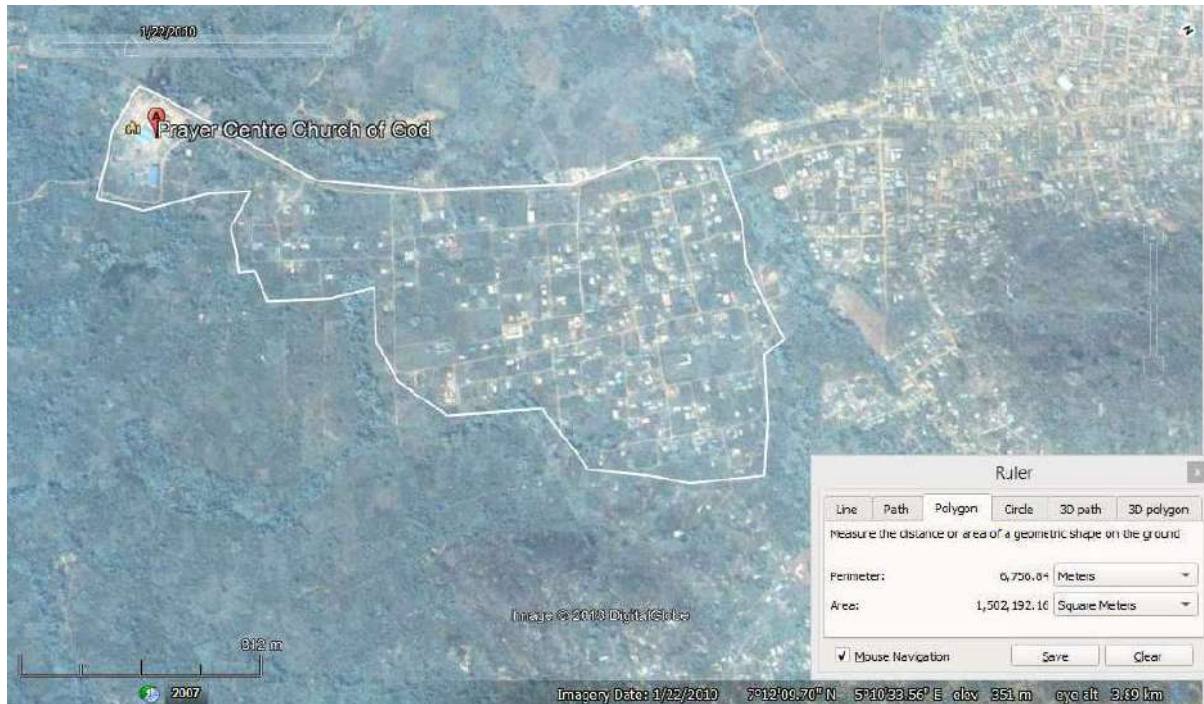 1/22/2010
N
A
Prayer Centre Church of God
Ruler
Line Path Polygon Circle 3D path 3D polygon
Measure the distance or area of a geometric shape on the ground
Perimeter: 6,756.84 Meters
Area: 1,502,192.16 Square Meters
Mouse Navigation Save Clear
Image © 2018 DigitalGlobe
812 m
2007
Imagery Date: 1/22/2010 7°12'09.70" N 5°10'33.56" E elev 351 m eye alt 3.89 km